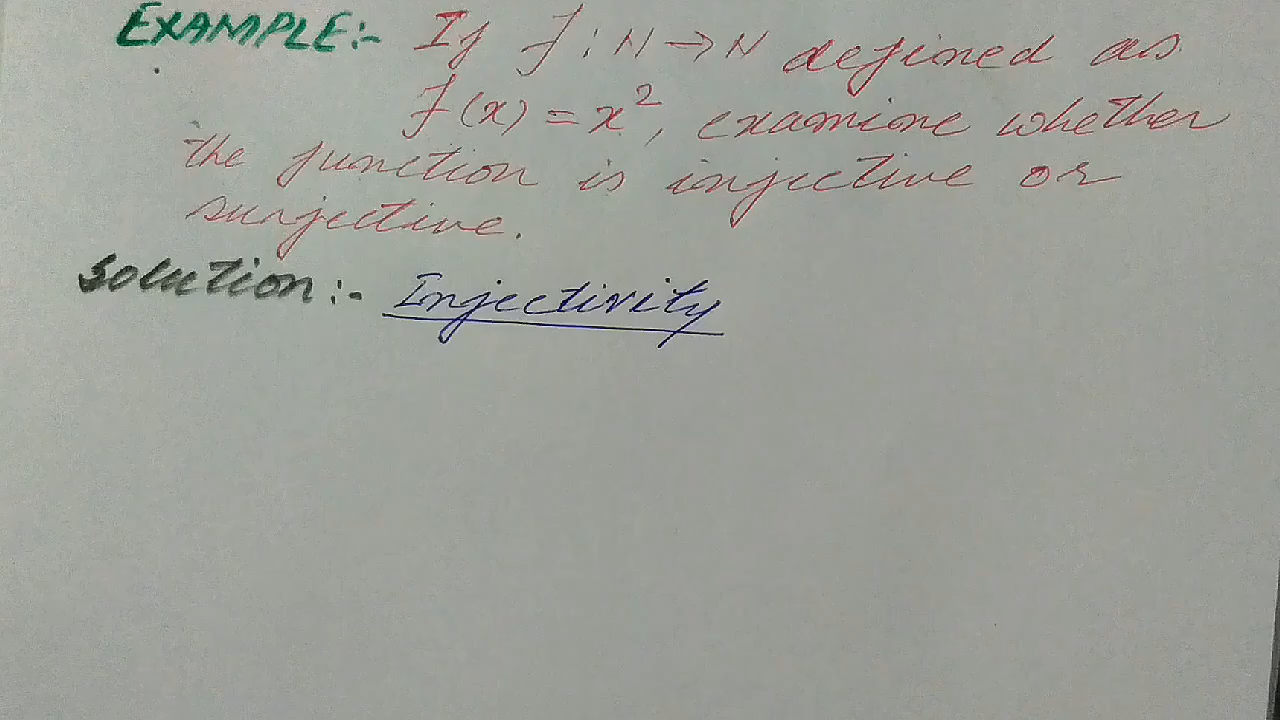 EXAMPLE:- If f: N → N defined as
f(x) = x², examine whether
the function is injective or
surjective.
Solution:- Injectivity